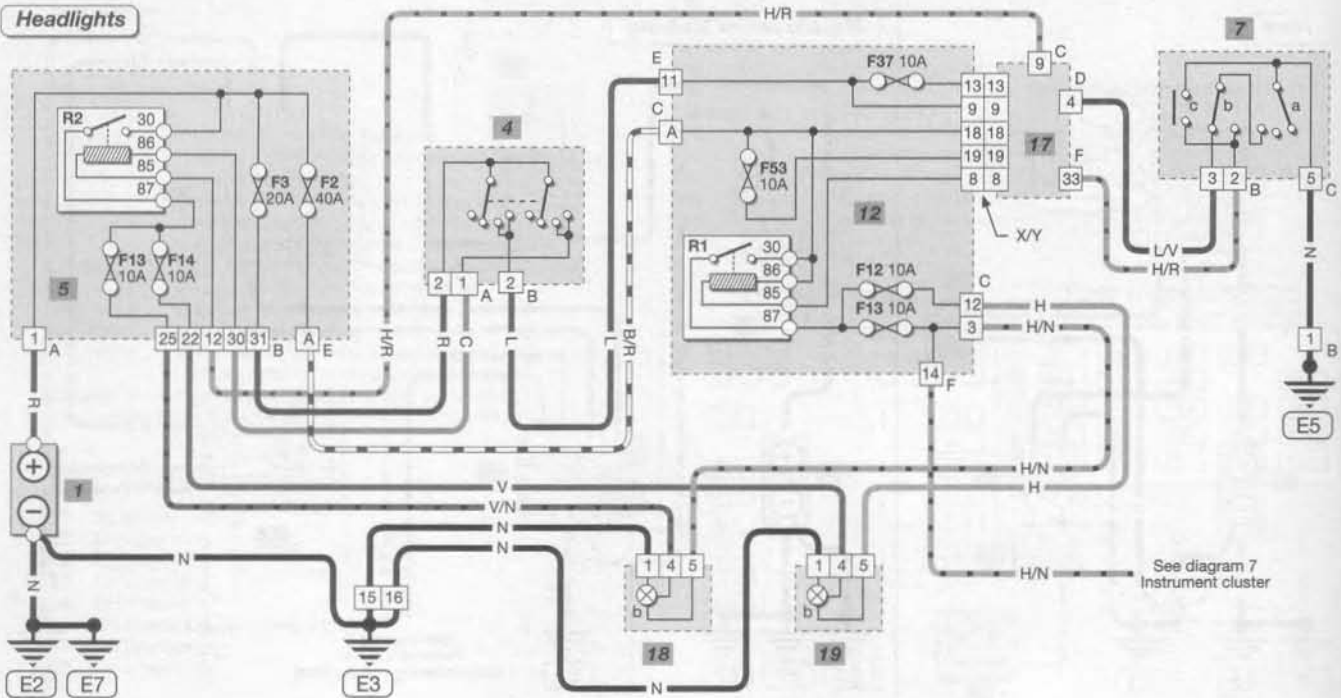 Headlights
H/R
7
E
11
F37 10A
9
C
D
4
C
A
13 13
9 9
18 18
19 19
8 8
17
F
33
X/Y
c
b
a
3
2
B
5
C
R2
30
86
85
87
F3
20A
F2
40A
F13
10A
F14
10A
5
4
F53
10A
12
R1
30
86
85
87
F12 10A
F13 10A
C
12
3
14
F
H
H/N
L/V
H/R
N
1
B
E5
2
1
A
2
B
1
A
25
22
12
30
31
B
A
E
H/R
R
C
L
L
B/R
R
1
N
N
V
V/N
N
N
H/N
H
15
16
1
4
5
b
18
1
4
5
b
19
H/N
See diagram 7
Instrument cluster
E2
E7
E3
N